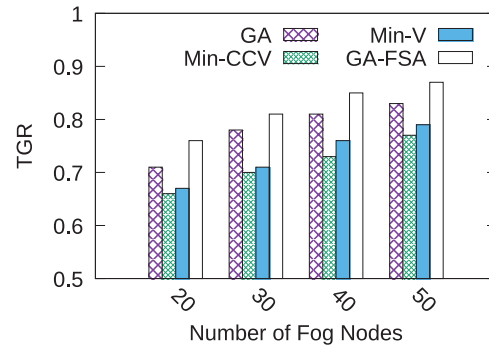 1
0.9
0.8
0.7
0.6
0.5
TGR
GA
Min-CCV
Min-V
GA-FSA
20
30
40
50
Number of Fog Nodes